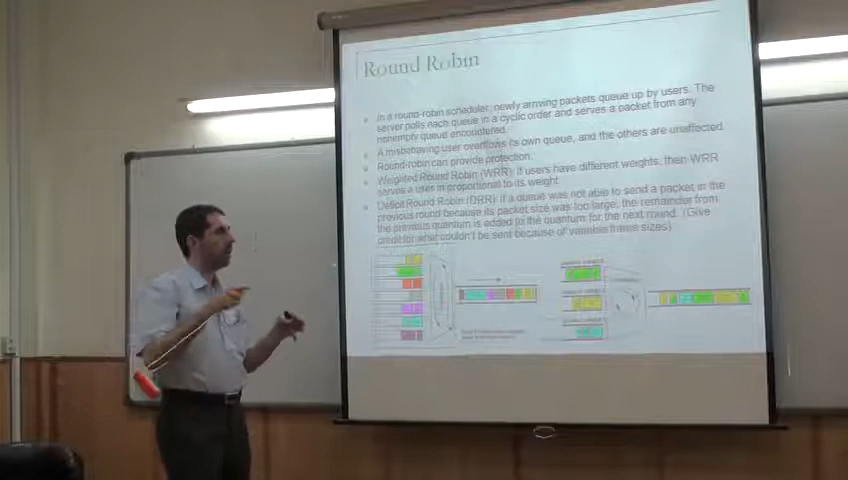 Round Robin
In a round-robin scheduler, newly arriving packets queue up by users. The
server polls each queue in a cyclic order and serves a packet from any
nonempty queue encountered.
A misbehaving user overflows its own queue, and the others are unaffected.
Round-robin can provide protection.
Weighted Round Robin (WRR): if users have different weights, then WRR
serves a user in proportional to its weight.
Deficit Round Robin (DRR): if a queue was not able to send a packet in the
previous round because its packet size was too large, the remainder from
the previous quantum is added to the quantum for the next round. (Give
credit for what couldn't be sent because of variable frame sizes)